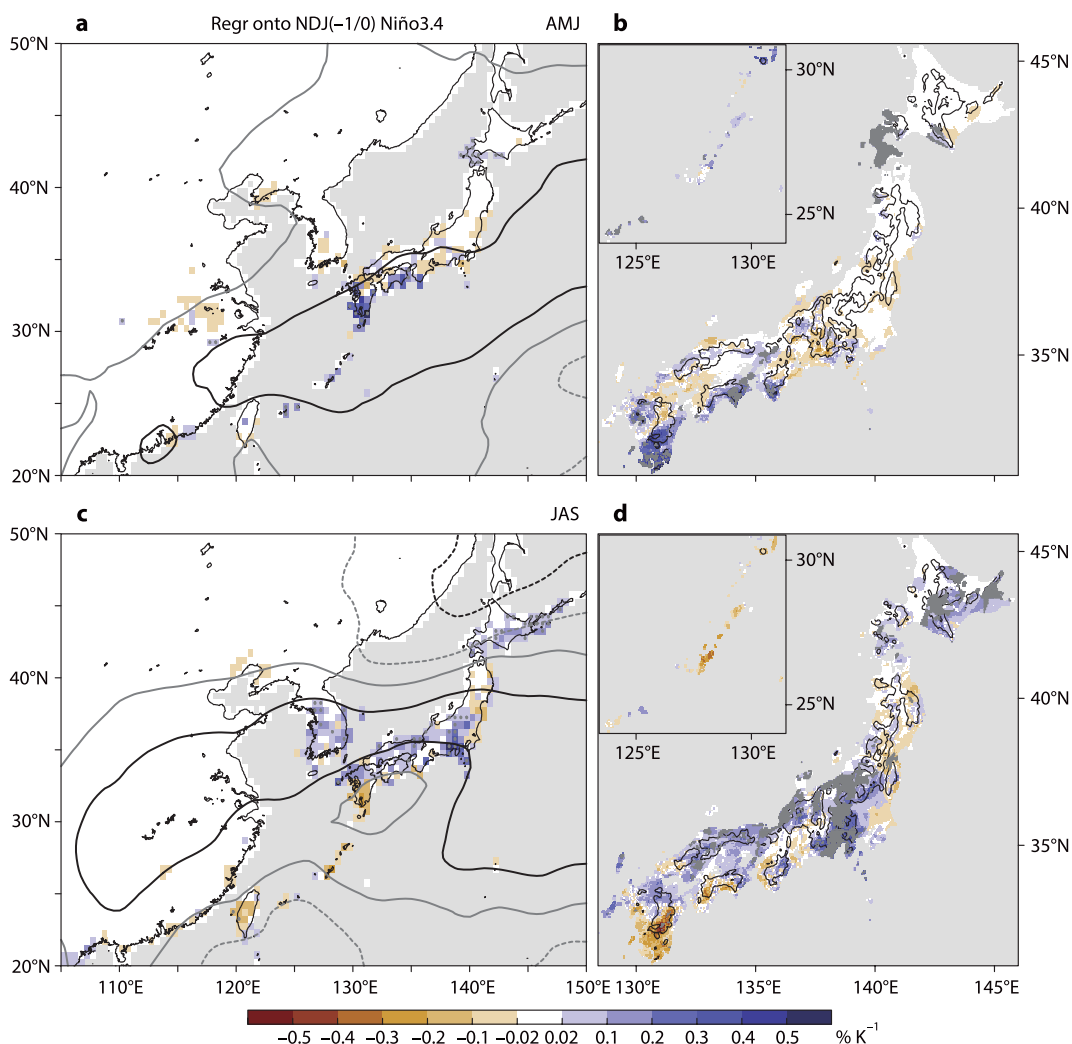 a Regr onto NDJ(−1/0) Niño3.4 AMJ b
50°N
40°N
30°N
20°N
30°N
25°N
125°E 130°E
45°N
40°N
35°N
c JAS d
50°N
40°N
30°N
20°N
30°N
25°N
125°E 130°E
45°N
40°N
35°N
110°E 120°E 130°E 140°E 150°E 130°E 135°E 140°E 145°E
−0.5 −0.4 −0.3 −0.2 −0.1 −0.02 0.02 0.1 0.2 0.3 0.4 0.5 % K⁻¹